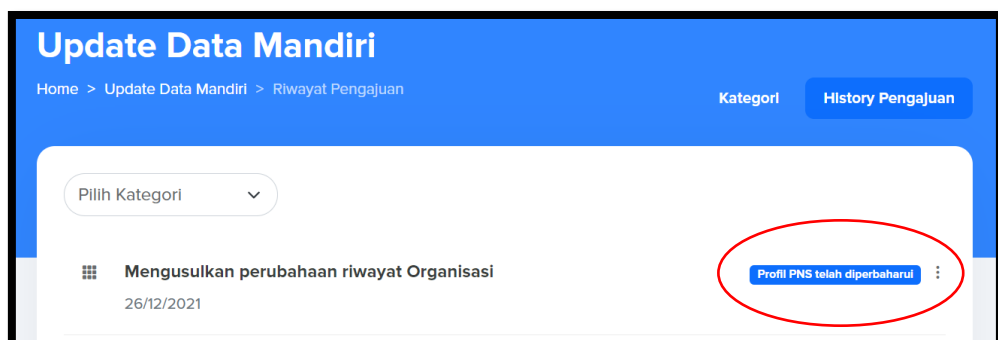 Update Data Mandiri
Home > Update Data Mandiri > Riwayat Pengajuan
Kategori
History Pengajuan
Pilih Kategori
Mengusulkan perubahaan riwayat Organisasi
Profil PNS telah diperbaharui
26/12/2021